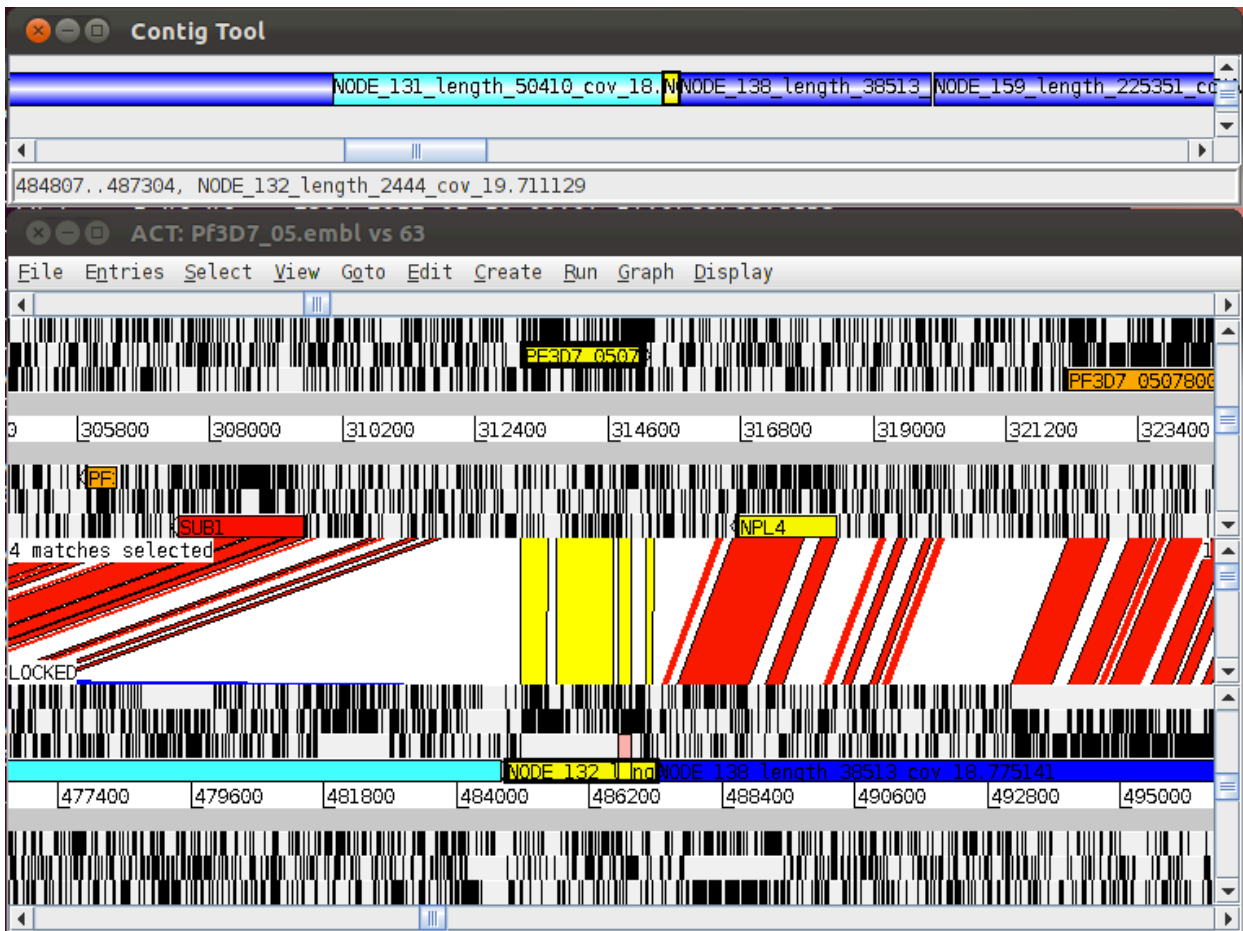 Contig Tool
NODE_131_length_50410_cov_18. NODE_138_length_38513_ NODE_159_length_225351_
484807..487304, NODE_132_length_2444_cov_19.711129
ACT: Pf3D7_05.embl vs 63
File Entries Select View Goto Edit Create Run Graph Display
PF3D7_0507
PF3D7_050780
305800 308000 310200 312400 314600 316800 319000 321200 323400
PF
SUB1 NPL4
4 matches selected
LOCKED
NODE_132_l NODE_138_length_38513_cov_18.775141
477400 479600 481800 484000 486200 488400 490600 492800 495000